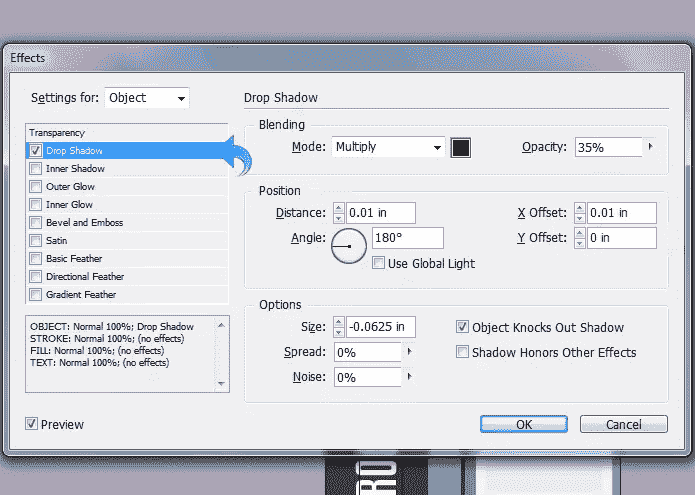 Effects
Settings for: Object
Transparency
Drop Shadow
Inner Shadow
Outer Glow
Inner Glow
Bevel and Emboss
Satin
Basic Feather
Directional Feather
Gradient Feather
OBJECT: Normal 100%; Drop Shadow
STROKE: Normal 100%; (no effects)
FILL: Normal 100%; (no effects)
TEXT: Normal 100%; (no effects)
Preview
Drop Shadow
Blending
Mode: Multiply Opacity: 35%
Position
Distance: 0.01 in X Offset: 0.01 in
Angle: 180° Y Offset: 0 in
Use Global Light
Options
Size: -0.0625 in Object Knocks Out Shadow
Spread: 0% Shadow Honors Other Effects
Noise: 0%
OK Cancel